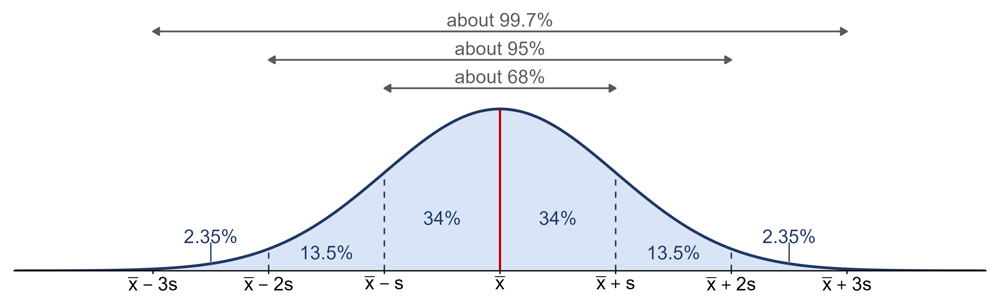 about 99.7%
about 95%
about 68%
34% 34%
2.35% 2.35%
13.5% 13.5%
x̅ – 3s x̅ – 2s x̅ – s x̅ x̅ + s x̅ + 2s x̅ + 3s